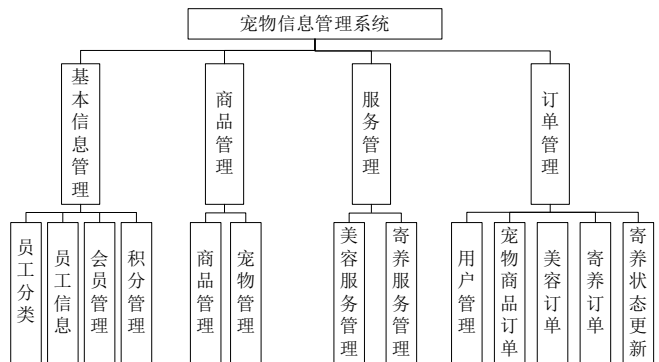 宠物信息管理系统
基本信息管理
商品管理
服务管理
订单管理
员工分类
员工信息
会员管理
积分管理
商品管理
宠物管理
美容服务管理
寄养服务管理
用户管理
宠物商品订单
美容订单
寄养订单
寄养状态更新